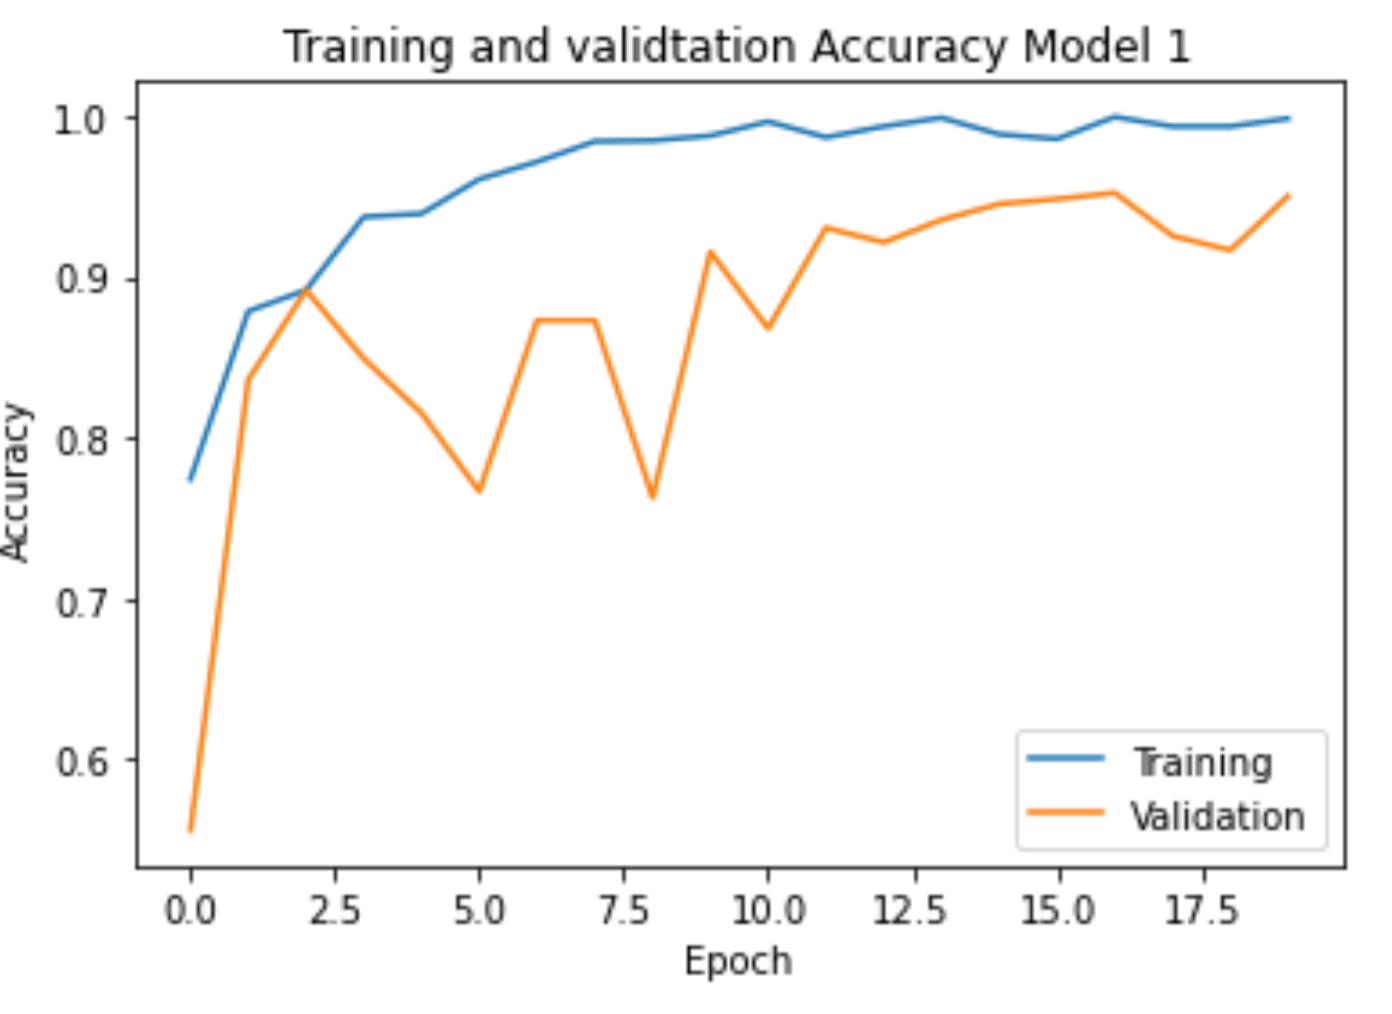 Training and validtation Accuracy Model 1
1.0
0.9
0.8
0.7
0.6
Accuracy
Training
Validation
0.0 2.5 5.0 7.5 10.0 12.5 15.0 17.5
Epoch